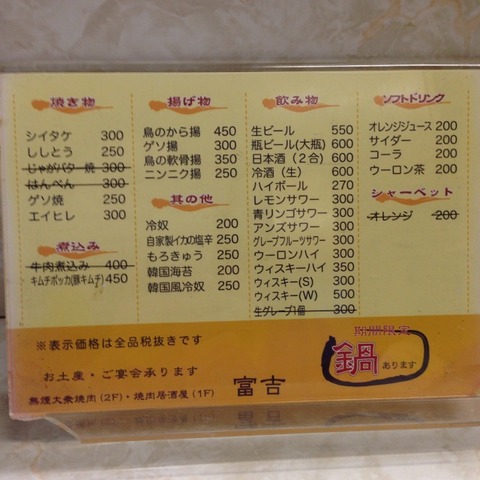 焼き物
シイタケ 300
ししとう 250
じゃがバター焼 300
はんぺん 300
ゲソ焼 250
エイヒレ 300
煮込み
牛肉煮込み 400
キムチポッカ(豚キムチ) 450
揚げ物
鳥のから揚 450
ゲソ揚 300
鳥の軟骨揚 350
ニンニク揚 250
其の他
冷奴 200
自家製イカの塩辛 250
もろきゅう 250
韓国海苔 200
韓国風冷奴 250
飲み物
生ビール 550
瓶ビール(大瓶) 600
日本酒(2合) 600
冷酒(生) 600
ハイボール 270
レモンサワー 300
青リンゴサワー 300
アンズサワー 300
グレープフルーツサワー 300
ウーロンハイ 300
ウィスキーハイ 350
ウィスキー(S) 300
ウィスキー(W) 500
生グレープ1個 300
ソフトドリンク
オレンジジュース 200
サイダー 200
コーラ 200
ウーロン茶 200
シャーベット
オレンジ 200
※表示価格は全品税抜きです
お土産・ご宴会承ります
無煙大衆焼肉(2F)・焼肉居酒屋(1F)
富吉
期間限定
鍋あります